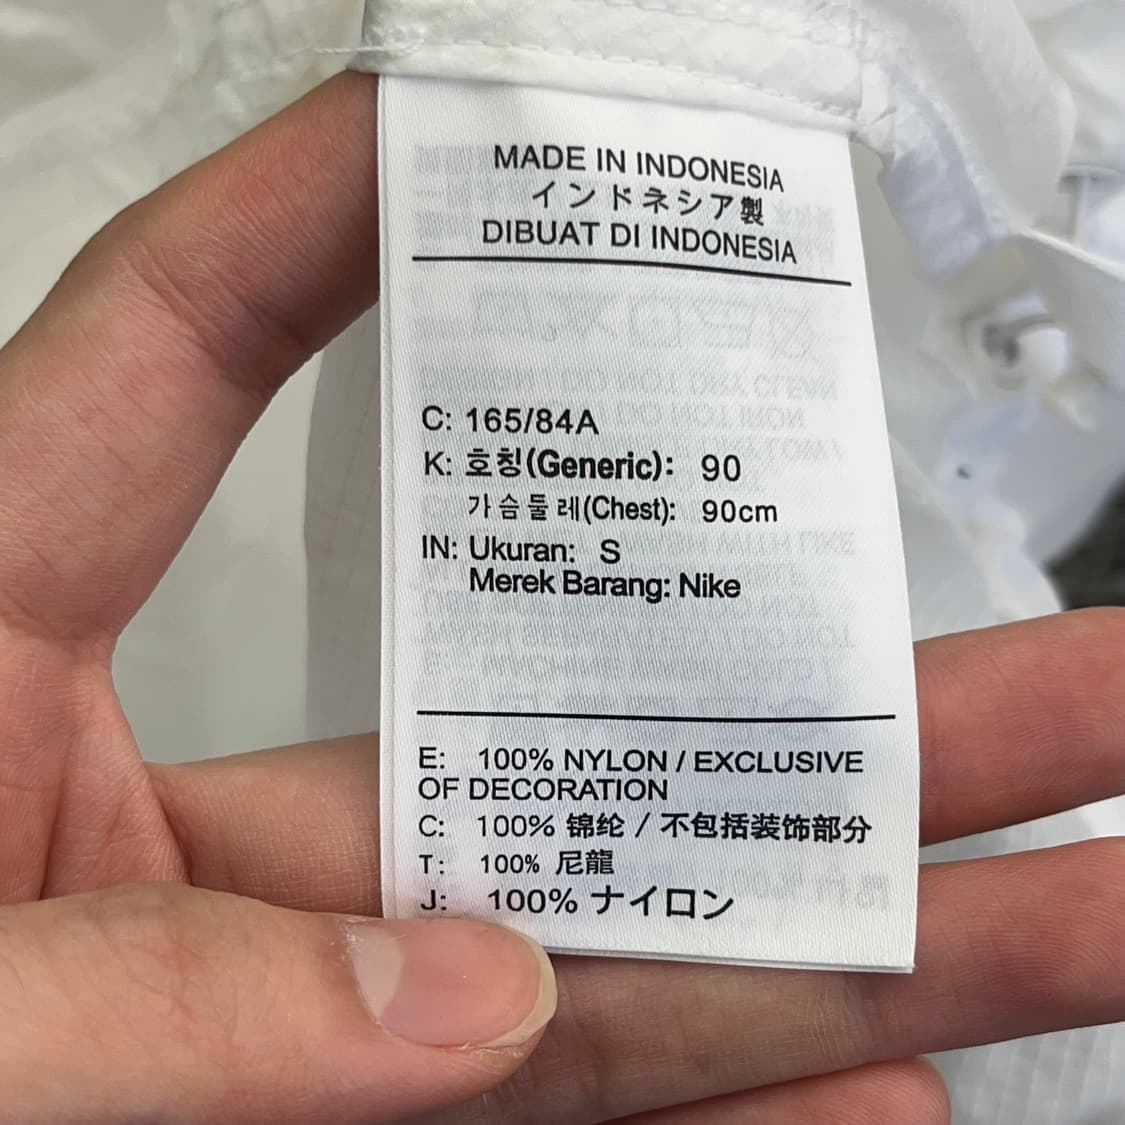 MADE IN INDONESIA
インドネシア製
DIBUAT DI INDONESIA
C: 165/84A
K: 호칭(Generic): 90
가슴둘레(Chest): 90cm
IN: Ukuran: S
Merek Barang: Nike
E: 100% NYLON / EXCLUSIVE
OF DECORATION
C: 100% 锦纶 / 不包括装饰部分
T: 100% 尼龍
J: 100% ナイロン